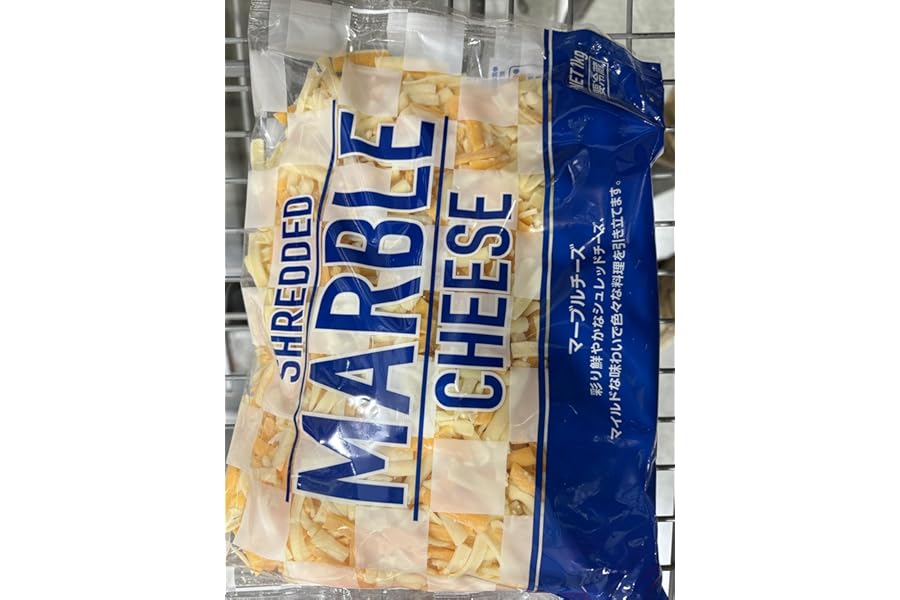 SHREDDED
MARBLE
CHEESE
マーブルチーズ
彩り鮮やかなシュレッドチーズ、
マイルドな味わいで色々な料理を引き立てます。
NET 1kg
要冷蔵